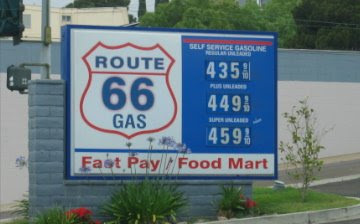 ROUTE
66
GAS
SELF SERVICE GASOLINE
REGULAR UNLEADED
435 9/10
PLUS UNLEADED
449 9/10
SUPER UNLEADED
459 9/10
Fast Pay / Food Mart